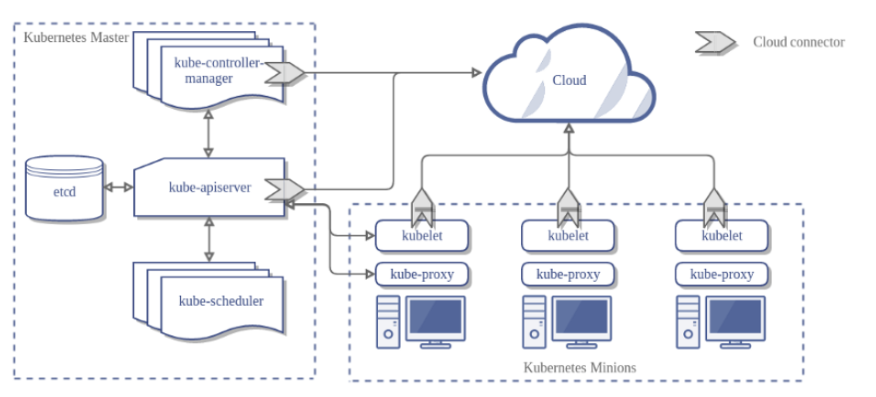 Kubernetes Master
kube-controller-
manager
Cloud
Cloud connector
etcd
kube-apiserver
kube-scheduler
kubelet
kubelet
kubelet
kube-proxy
kube-proxy
kube-proxy
Kubernetes Minions